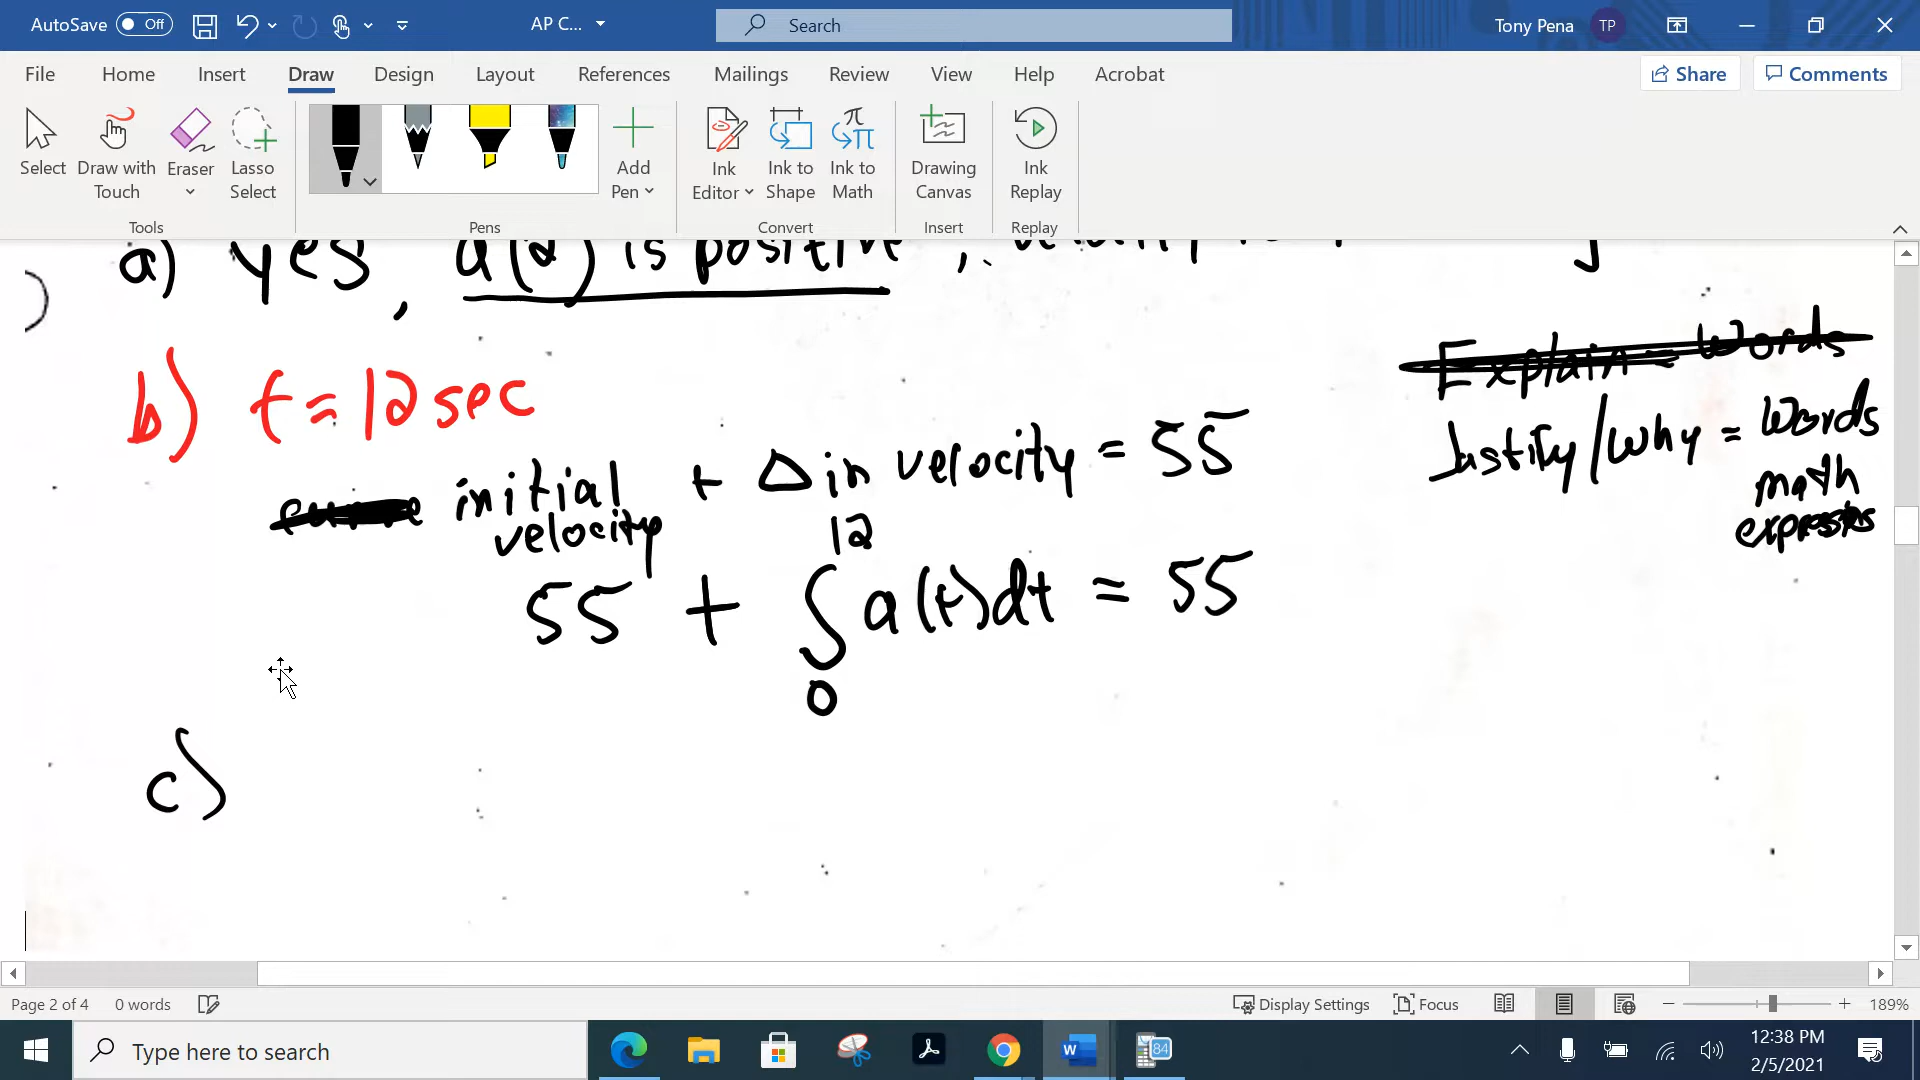 AutoSave Off AP C... Search Tony Pena TP
File Home Insert Draw Design Layout References Mailings Review View Help Acrobat Share Comments
Select Draw with Touch Eraser Lasso Select Add Pen Ink Editor Ink to Shape Ink to Math Drawing Canvas Ink Replay
Tools Pens Convert Insert Replay
a) yes, a(2) is positive, velocity
Explain = words
b) t = 12 sec
Justify/why = words
math
initial velocity + Δ in velocity = 55
55 + ∫₀¹² a(t)dt = 55
c)
Page 2 of 4 0 words Display Settings Focus 189%
Type here to search 84 12:38 PM
2/5/2021